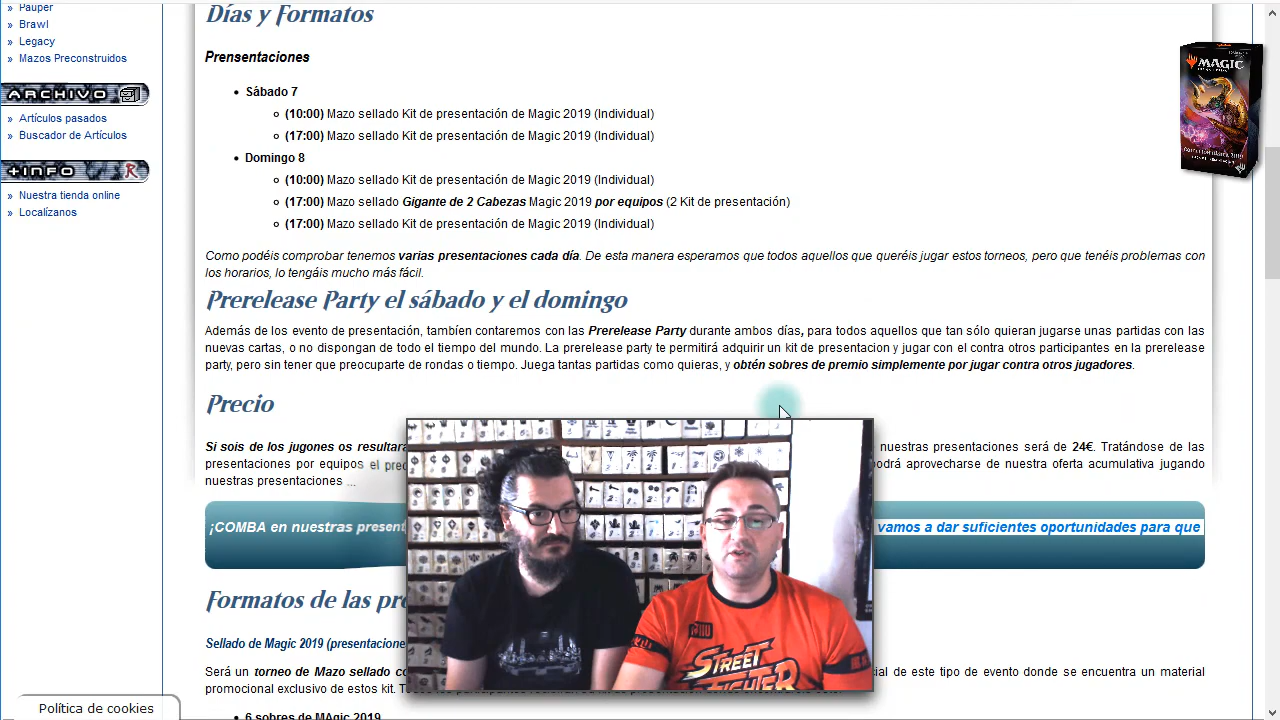 Pauper
Brawl
Legacy
Mazos Preconstruidos
ARCHIVO
Artículos pasados
Buscador de Artículos
+INFO
Nuestra tienda online
Localízanos
Días y Formatos
Prensentaciones
Sábado 7
(10:00) Mazo sellado Kit de presentación de Magic 2019 (Individual)
(17:00) Mazo sellado Kit de presentación de Magic 2019 (Individual)
Domingo 8
(10:00) Mazo sellado Kit de presentación de Magic 2019 (Individual)
(17:00) Mazo sellado Gigante de 2 Cabezas Magic 2019 por equipos (2 Kit de presentación)
(17:00) Mazo sellado Kit de presentación de Magic 2019 (Individual)
Como podéis comprobar tenemos varias presentaciones cada día. De esta manera esperamos que todos aquellos que queréis jugar estos torneos, pero que tenéis problemas con
los horarios, lo tengáis mucho más fácil.
Prerelease Party el sábado y el domingo
Además de los evento de presentación, tambíen contaremos con las Prerelease Party durante ambos días, para todos aquellos que tan sólo quieran jugarse unas partidas con las
nuevas cartas, o no dispongan de todo el tiempo del mundo. La prerelease party te permitirá adquirir un kit de presentacion y jugar con el contra otros participantes en la prerelease
party, pero sin tener que preocuparte de rondas o tiempo. Juega tantas partidas como quieras, y obtén sobres de premio simplemente por jugar contra otros jugadores.
Precio
Si sois de los jugones os resultara nuestras presentaciones será de 24€. Tratándose de las
presentaciones por equipos el prec podrá aprovecharse de nuestra oferta acumulativa jugando
nuestras presentaciones ...
¡COMBA en nuestras present vamos a dar suficientes oportunidades para que
Formatos de las pr
Sellado de Magic 2019 (presentacione
Será un torneo de Mazo sellado co ial de este tipo de evento donde se encuentra un material
promocional exclusivo de estos kit.
6 sobres de MAgic 2019
MAGIC
STREET
FIGHTER
Política de cookies